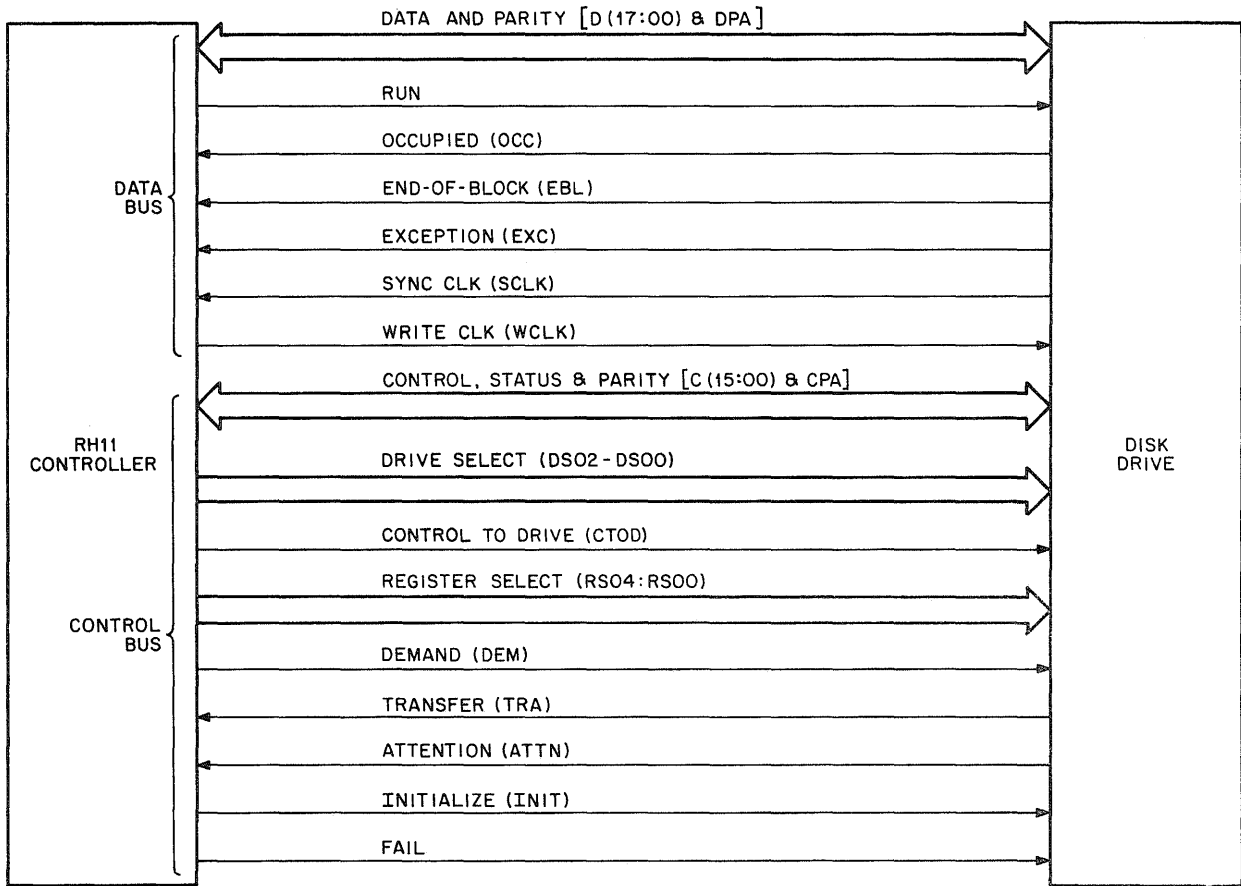 DATA AND PARITY [D(17:00) & DPA]
RUN
OCCUPIED (OCC)
DATA
BUS
END-OF-BLOCK (EBL)
EXCEPTION (EXC)
SYNC CLK (SCLK)
WRITE CLK (WCLK)
CONTROL, STATUS & PARITY [C(15:00) & CPA]
RH11
CONTROLLER
DRIVE SELECT (DS02-DS00)
DISK
DRIVE
CONTROL TO DRIVE (CTOD)
REGISTER SELECT (RS04:RS00)
CONTROL
BUS
DEMAND (DEM)
TRANSFER (TRA)
ATTENTION (ATTN)
INITIALIZE (INIT)
FAIL